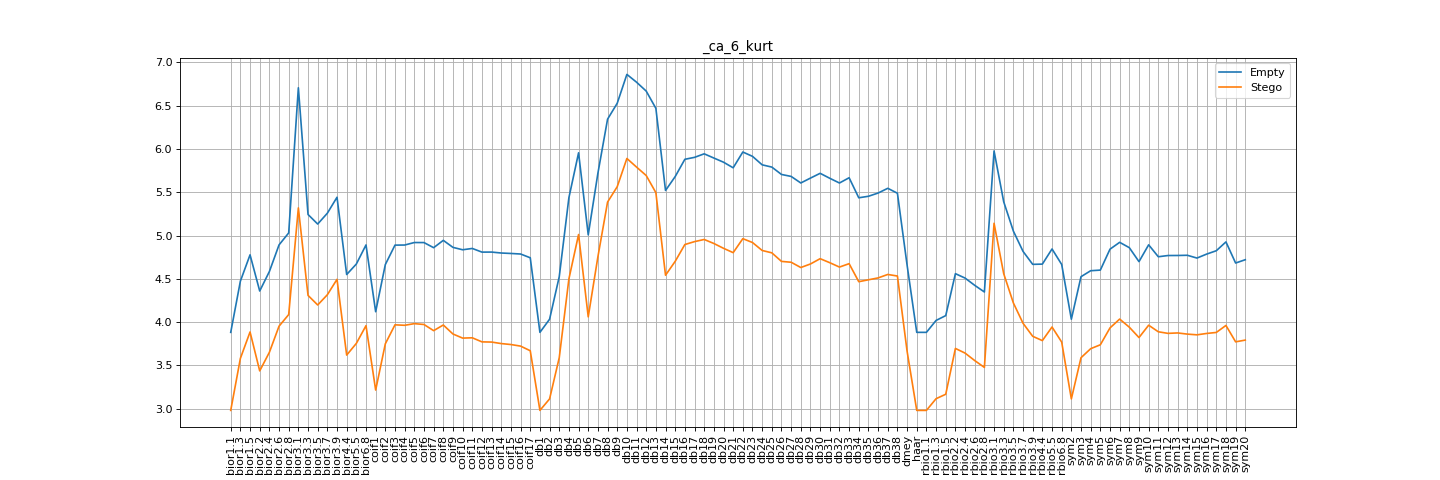 _ca_6_kurt
7.0
6.5
6.0
5.5
5.0
4.5
4.0
3.5
3.0
Empty
Stego
bior1.1
bior1.3
bior1.5
bior2.2
bior2.4
bior2.6
bior2.8
bior3.1
bior3.3
bior3.5
bior3.7
bior3.9
bior4.4
bior5.5
bior6.8
coif1
coif2
coif3
coif4
coif5
coif6
coif7
coif8
coif9
coif10
coif11
coif12
coif13
coif14
coif15
coif16
coif17
db1
db2
db3
db4
db5
db6
db7
db8
db9
db10
db11
db12
db13
db14
db15
db16
db17
db18
db19
db20
db21
db22
db23
db24
db25
db26
db27
db28
db29
db30
db31
db32
db33
db34
db35
db36
db37
db38
dmey
haar
rbio1.1
rbio1.3
rbio1.5
rbio2.2
rbio2.4
rbio2.6
rbio2.8
rbio3.1
rbio3.3
rbio3.5
rbio3.7
rbio3.9
rbio4.4
rbio5.5
rbio6.8
sym2
sym3
sym4
sym5
sym6
sym7
sym8
sym9
sym10
sym11
sym12
sym13
sym14
sym15
sym16
sym17
sym18
sym19
sym20